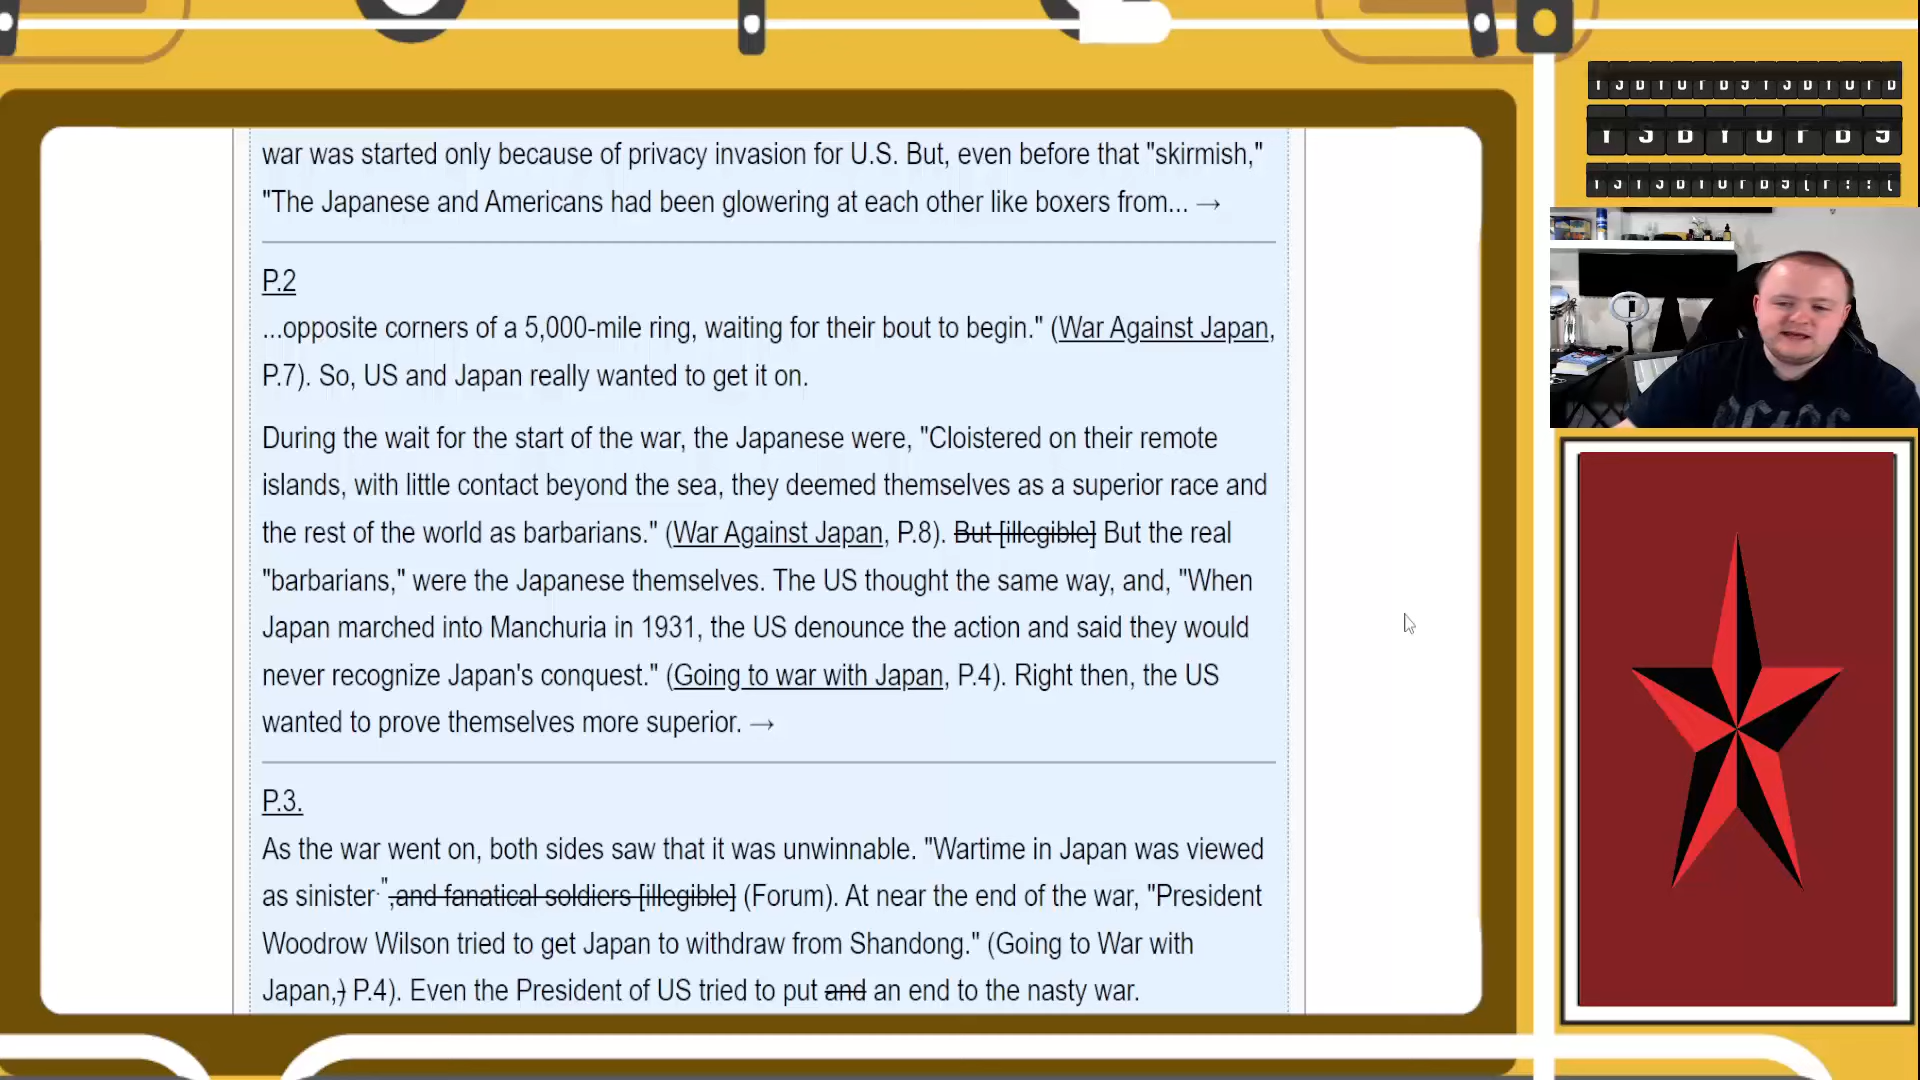 war was started only because of privacy invasion for U.S. But, even before that "skirmish,"
"The Japanese and Americans had been glowering at each other like boxers from... →
P.2
...opposite corners of a 5,000-mile ring, waiting for their bout to begin." (War Against Japan,
P.7). So, US and Japan really wanted to get it on.
During the wait for the start of the war, the Japanese were, "Cloistered on their remote
islands, with little contact beyond the sea, they deemed themselves as a superior race and
the rest of the world as barbarians." (War Against Japan, P.8). But [illegible] But the real
"barbarians," were the Japanese themselves. The US thought the same way, and, "When
Japan marched into Manchuria in 1931, the US denounce the action and said they would
never recognize Japan's conquest." (Going to war with Japan, P.4). Right then, the US
wanted to prove themselves more superior. →
P.3.
As the war went on, both sides saw that it was unwinnable. "Wartime in Japan was viewed
as sinister.",and fanatical soldiers [illegible] (Forum). At near the end of the war, "President
Woodrow Wilson tried to get Japan to withdraw from Shandong." (Going to War with
Japan,) P.4). Even the President of US tried to put and an end to the nasty war.